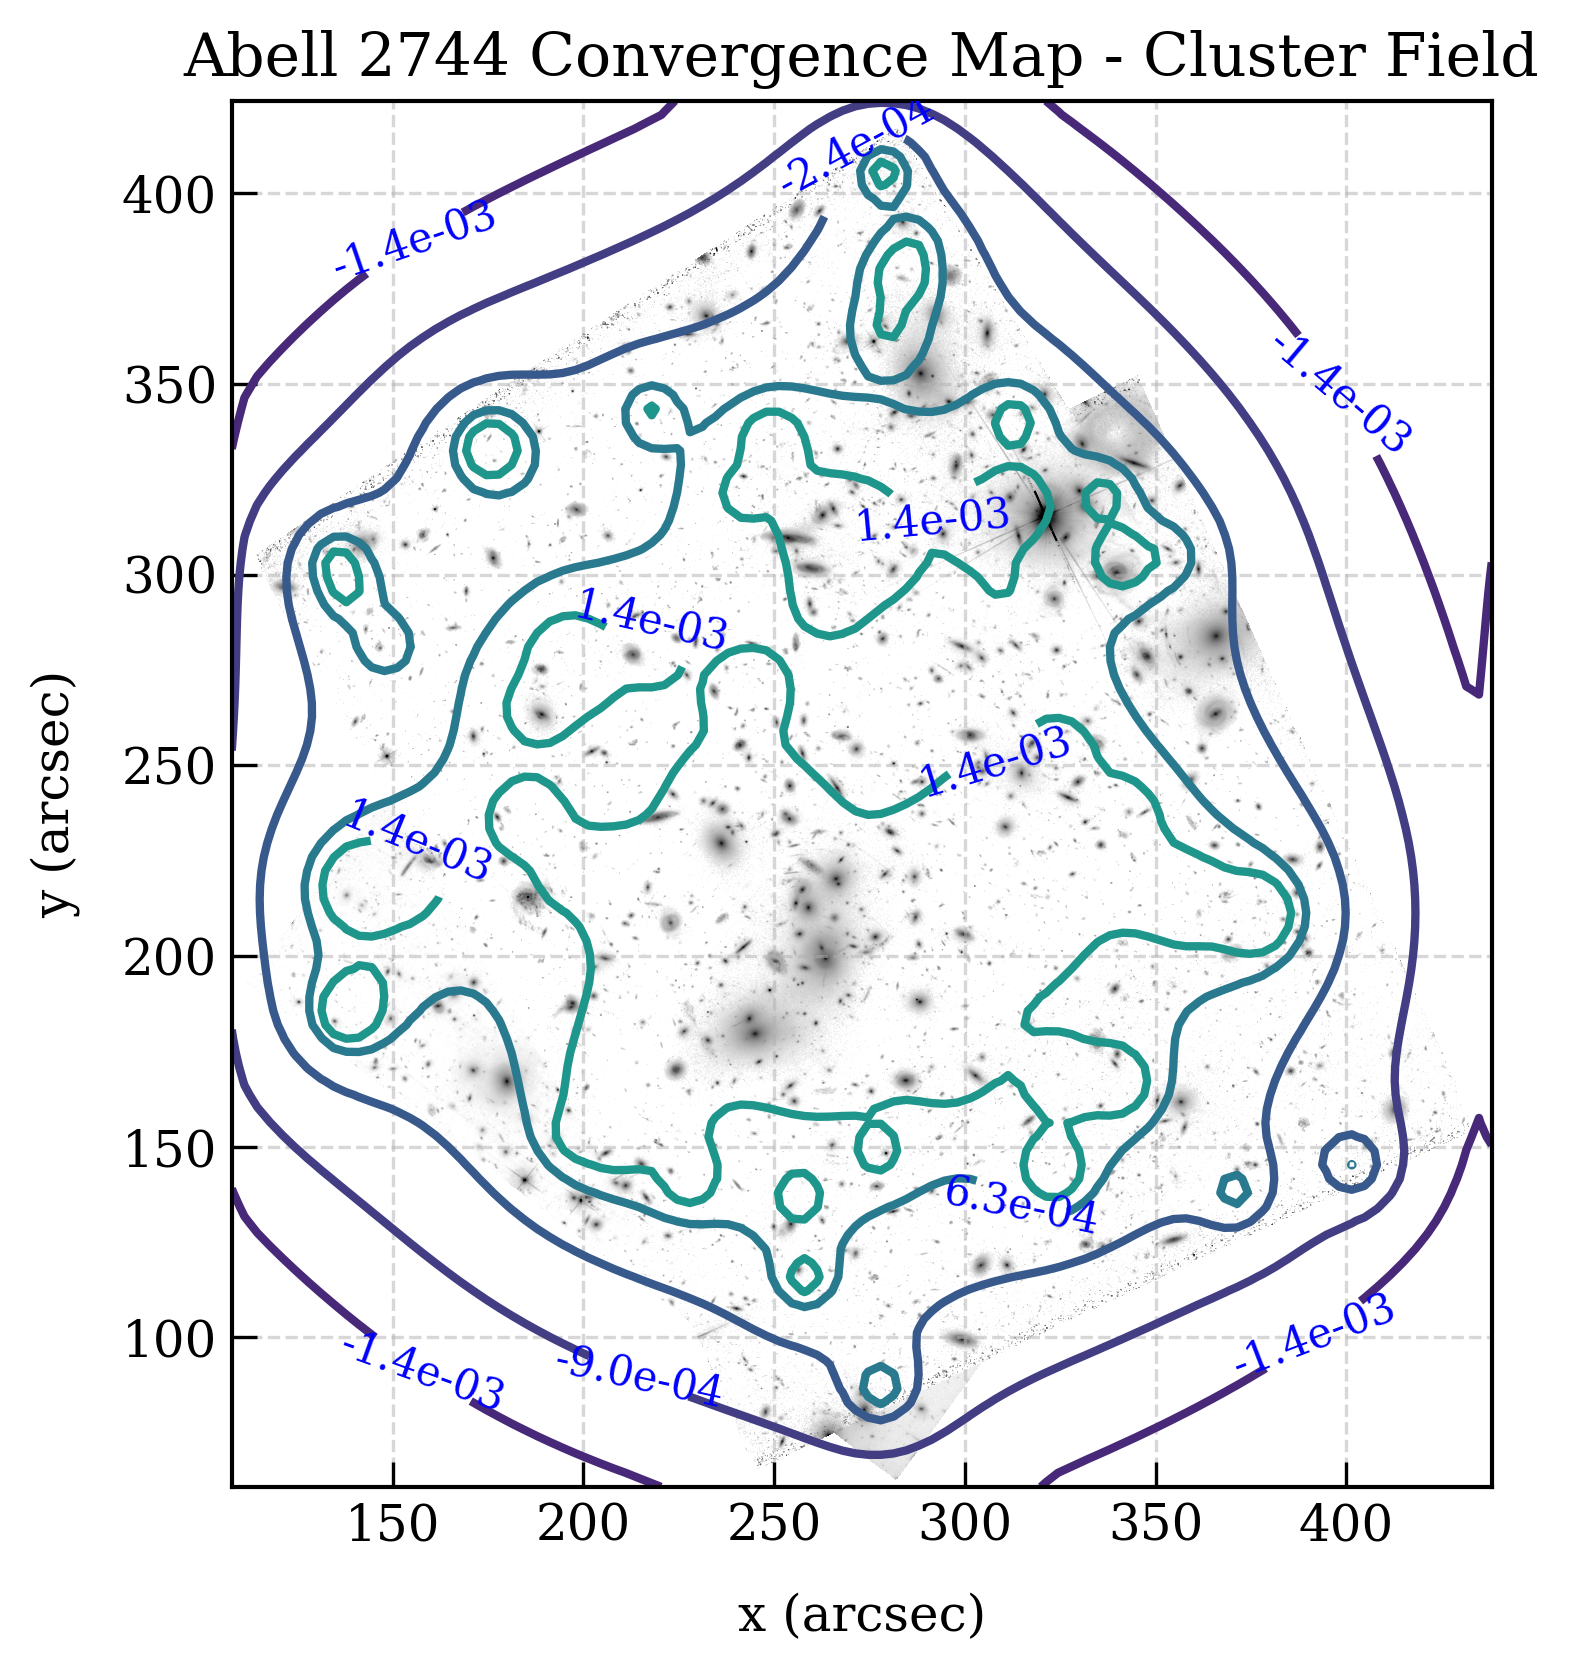 Abell 2744 Convergence Map - Cluster Field
-2.4e-04
-1.4e-03
-1.4e-03
1.4e-03
1.4e-03
1.4e-03
1.4e-03
6.3e-04
-1.4e-03
-9.0e-04
-1.4e-03
400
350
300
250
200
150
100
y (arcsec)
150
200
250
300
350
400
x (arcsec)